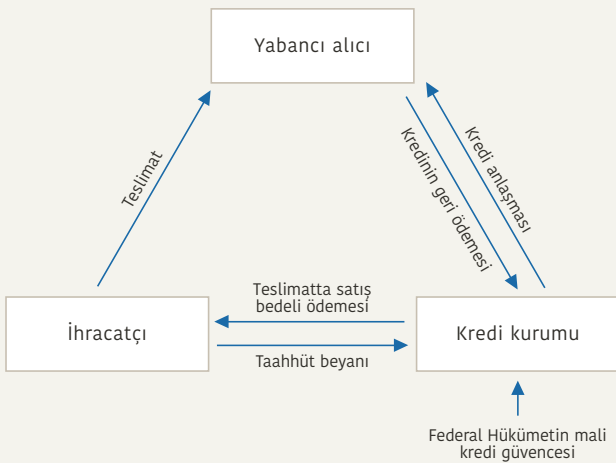 Yabancı alıcı
Teslimat
Kredinin geri ödemesi
Kredi anlaşması
Teslimatta satış
bedeli ödemesi
İhracatçı
Kredi kurumu
Taahhüt beyanı
Federal Hükümetin mali
kredi güvencesi